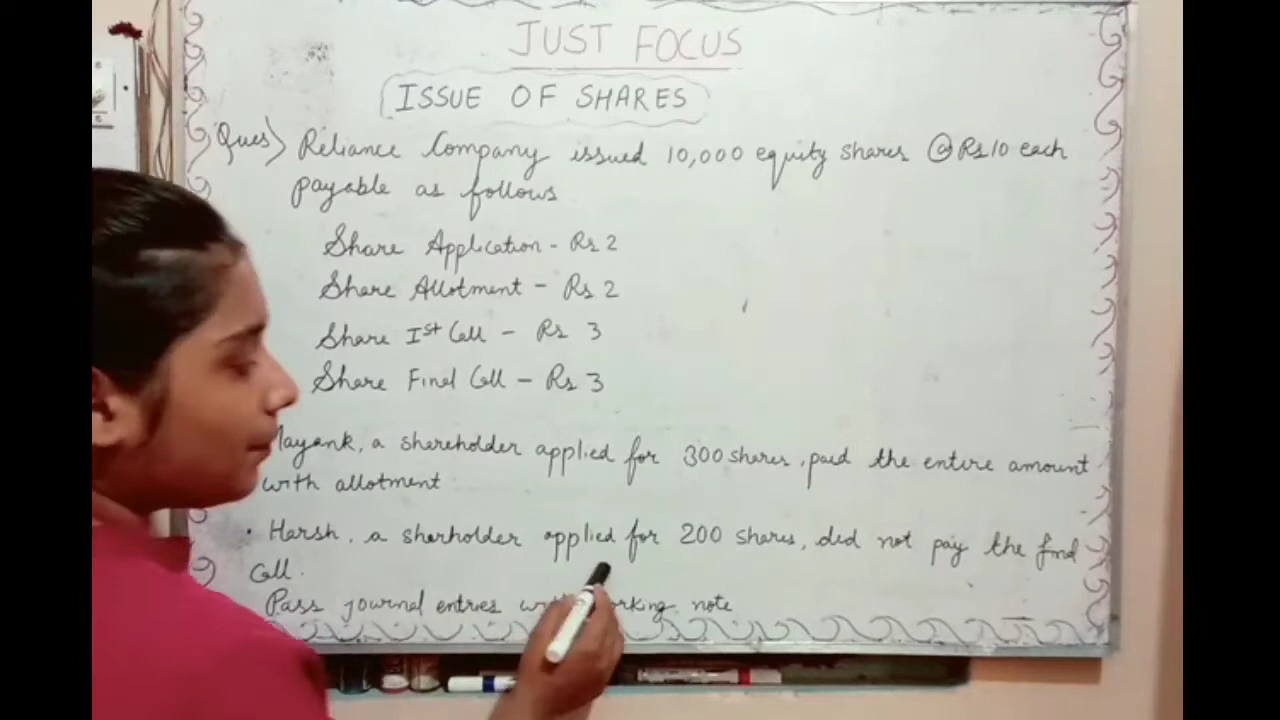 JUST FOCUS
ISSUE OF SHARES
Ques) Reliance Company issued 10,000 equity shares @ Rs 10 each
payable as follows
Share Application - Rs 2
Share Allotment - Rs 2
Share Ist Call - Rs 3
Share Final Call - Rs 3
Mayank, a shareholder applied for 300 shares, paid the entire amount
with allotment
• Harsh, a sharholder applied for 200 shares, did not pay the final
Call.
Pass journal entries note